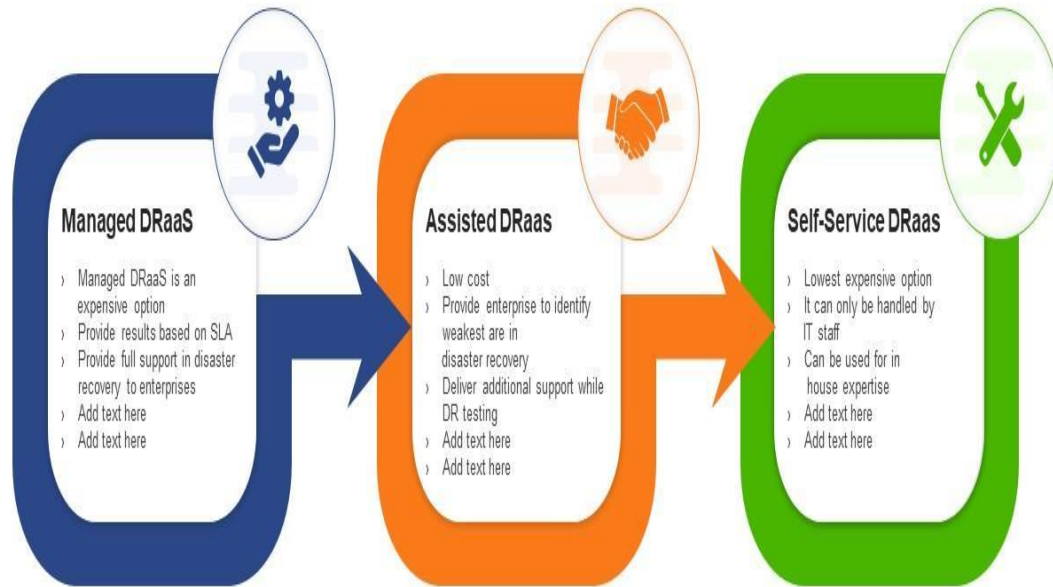 Managed DRaaS
› Managed DRaaS is an
expensive option
› Provide results based on SLA
› Provide full support in disaster
recovery to enterprises
› Add text here
› Add text here
Assisted DRaas
› Low cost
› Provide enterprise to identify
weakest are in
disaster recovery
› Deliver additional support while
DR testing
› Add text here
› Add text here
Self-Service DRaas
› Lowest expensive option
› It can only be handled by
IT staff
› Can be used for in
house expertise
› Add text here
› Add text here